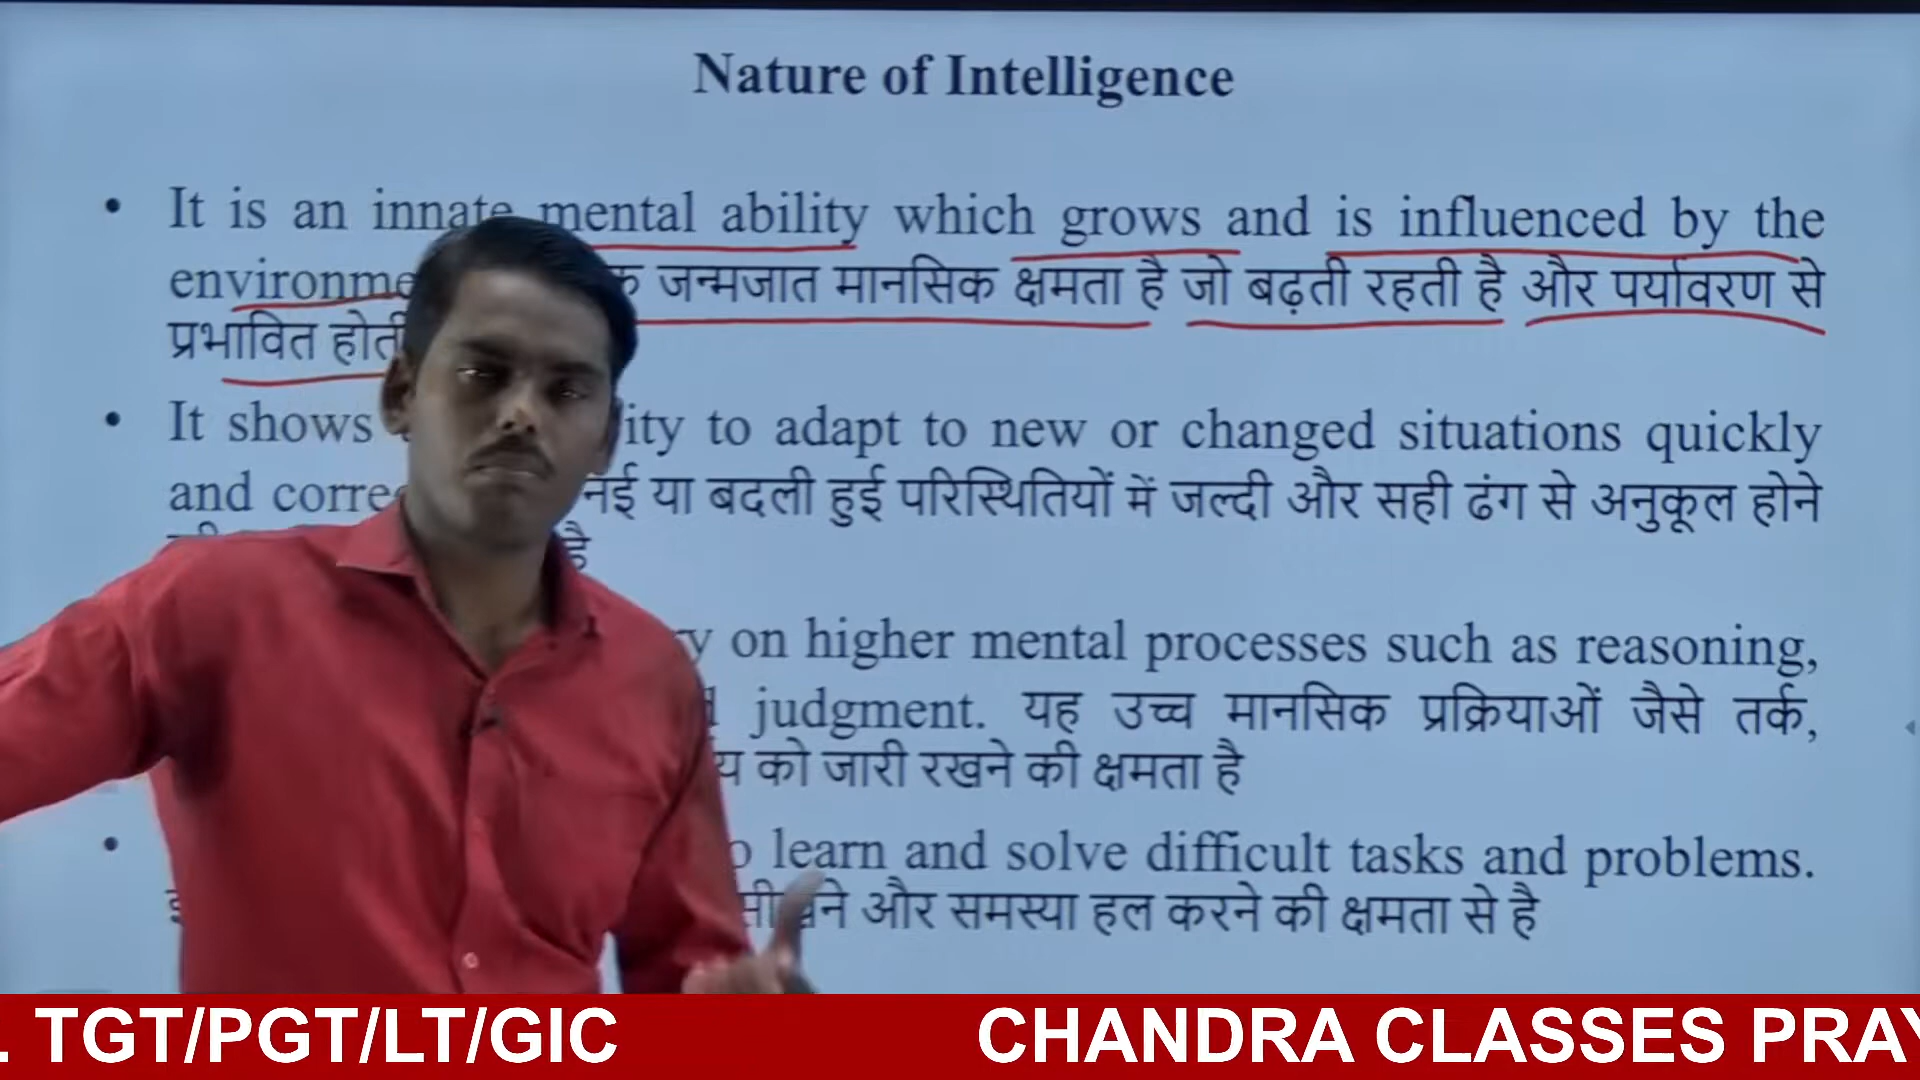 Nature of Intelligence
• It is an innate mental ability which grows and is influenced by the
जन्मजात मानसिक क्षमता है जो बढ़ती रहती है और पर्यावरण से
प्रभावित
• It shows to adapt to new or changed situations quickly
and नई या बदली हुई परिस्थितियों में जल्दी और सही ढंग से अनुकूल होने
है
on higher mental processes such as reasoning,
judgment. यह उच्च मानसिक प्रक्रियाओं जैसे तर्क,
को जारी रखने की क्षमता है
• learn and solve difficult tasks and problems.
और समस्या हल करने की क्षमता से है
TGT/PGT/LT/GIC CHANDRA CLASSES